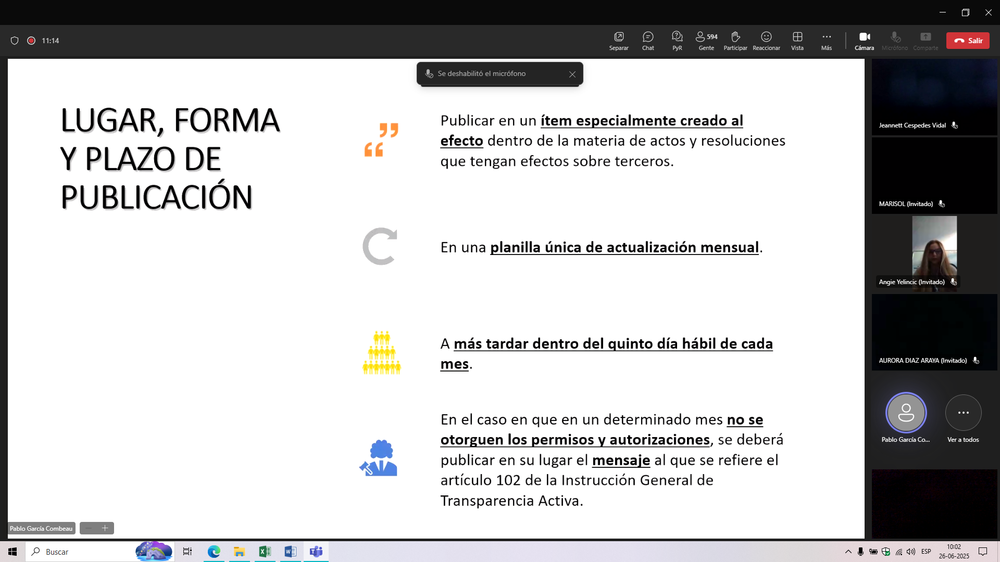 11:14
Separar
Chat
PyR
594
Gente
Participar
Reaccionar
Vista
Más
Cámara
Micrófono
Comparte
Salir
Se deshabilitó el micrófono
LUGAR, FORMA
Y PLAZO DE
PUBLICACIÓN
Publicar en un ítem especialmente creado al
efecto dentro de la materia de actos y resoluciones
que tengan efectos sobre terceros.
En una planilla única de actualización mensual.
A más tardar dentro del quinto día hábil de cada
mes.
En el caso en que en un determinado mes no se
otorguen los permisos y autorizaciones, se deberá
publicar en su lugar el mensaje al que se refiere el
artículo 102 de la Instrucción General de
Transparencia Activa.
Jeannett Cespedes Vidal
MARISOL (Invitado)
Angie Yelincic (Invitado)
AURORA DIAZ ARAYA (Invitado)
Pablo García Co...
Ver a todos
Pablo García Combeau
Buscar
ESP
10:02
26-06-2025